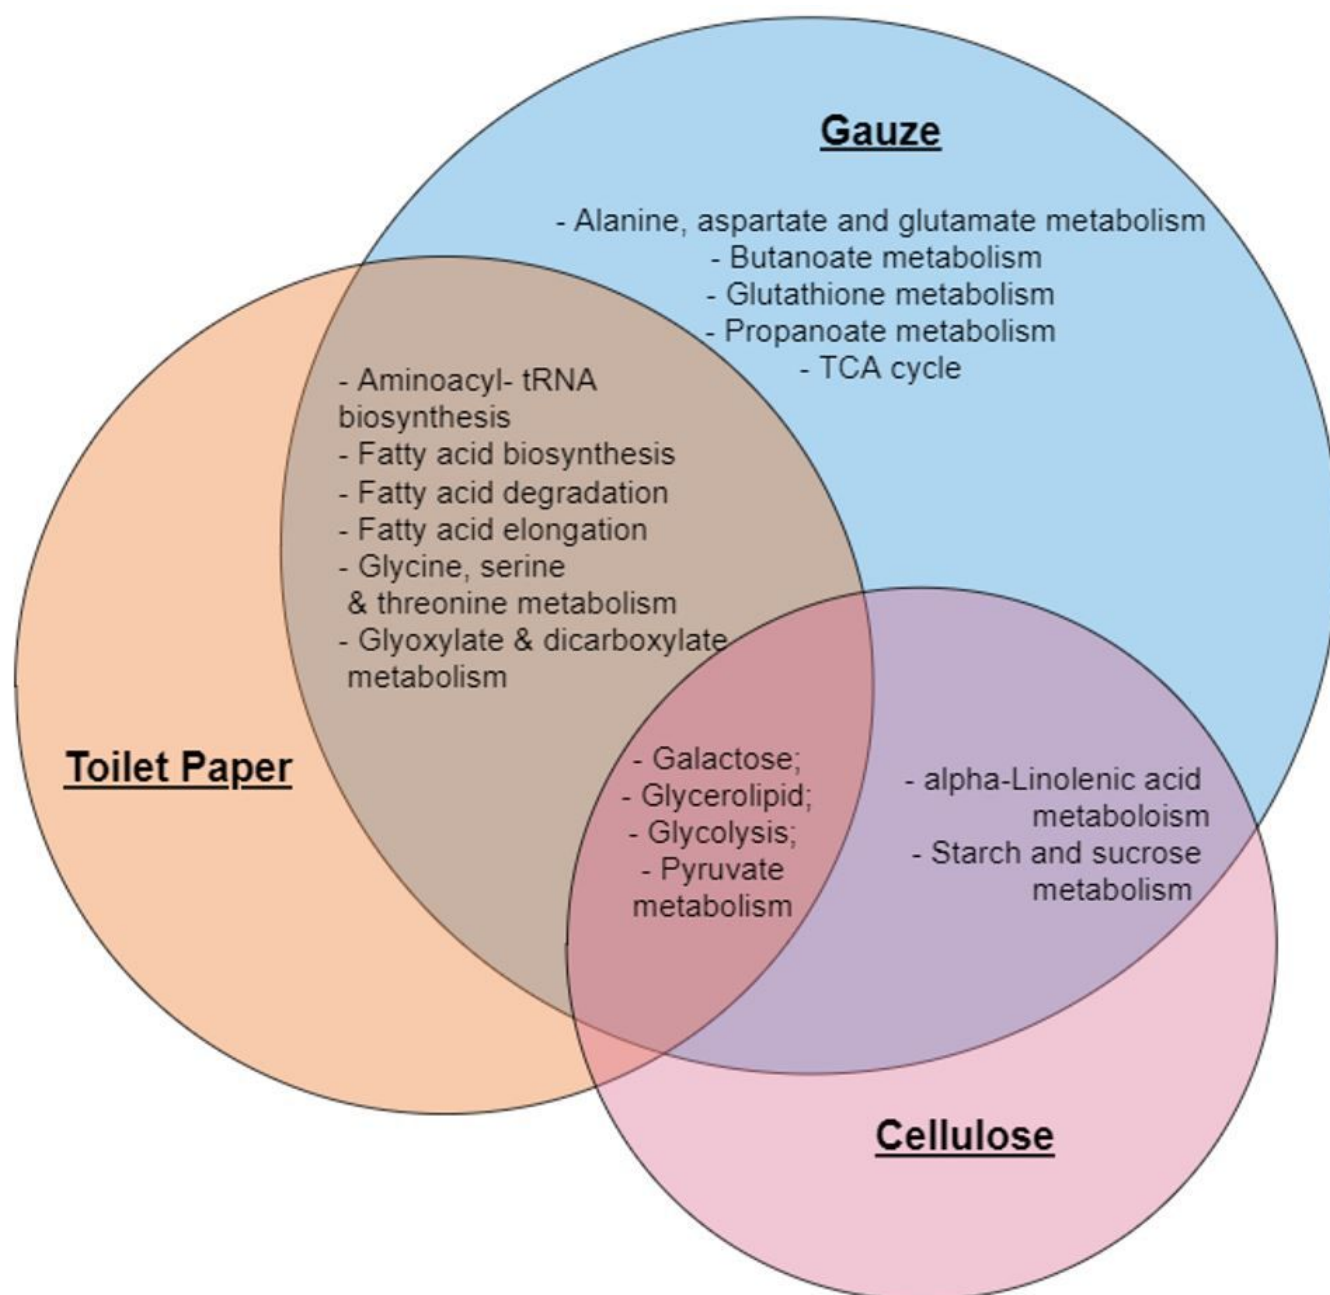 Gauze
- Alanine, aspartate and glutamate metabolism
- Butanoate metabolism
- Glutathione metabolism
- Propanoate metabolism
- TCA cycle
- Aminoacyl- tRNA
biosynthesis
- Fatty acid biosynthesis
- Fatty acid degradation
- Fatty acid elongation
- Glycine, serine
& threonine metabolism
- Glyoxylate & dicarboxylate
metabolism
Toilet Paper
- Galactose;
- Glycerolipid;
- Glycolysis;
- Pyruvate
metabolism
- alpha-Linolenic acid
metaboloism
- Starch and sucrose
metabolism
Cellulose